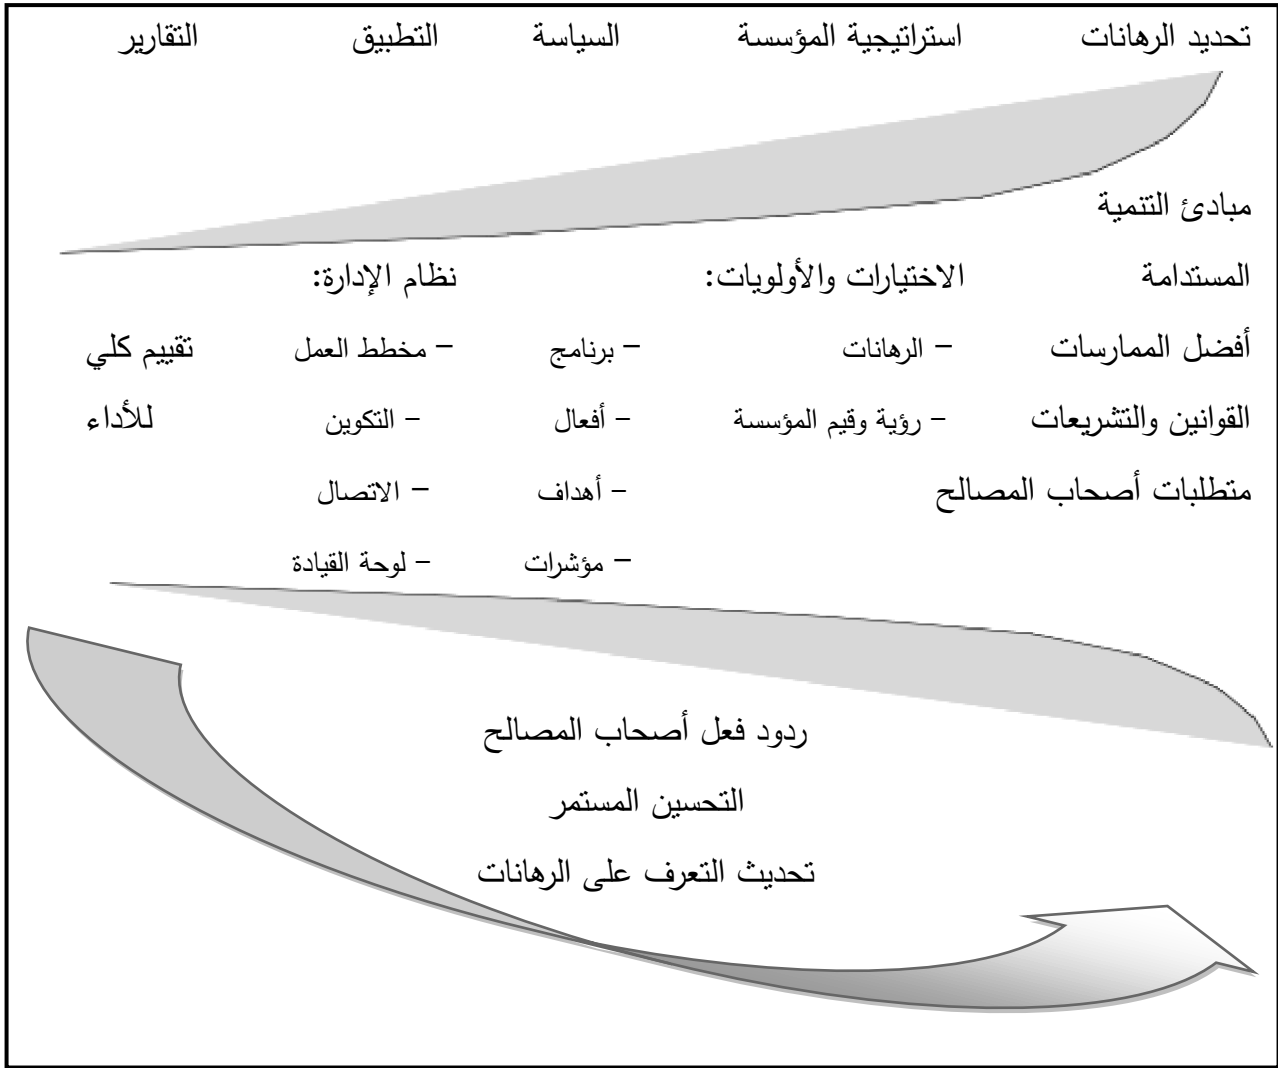 تحديد الرهانات استراتيجية المؤسسة السياسة التطبيق التقارير
مبادئ التنمية
المستدامة الاختيارات والأولويات: نظام الإدارة:
أفضل الممارسات – الرهانات – برنامج – مخطط العمل تقييم كلي
القوانين والتشريعات – رؤية وقيم المؤسسة – أفعال – التكوين للأداء
متطلبات أصحاب المصالح – أهداف – الاتصال
– مؤشرات – لوحة القيادة
ردود فعل أصحاب المصالح
التحسين المستمر
تحديث التعرف على الرهانات